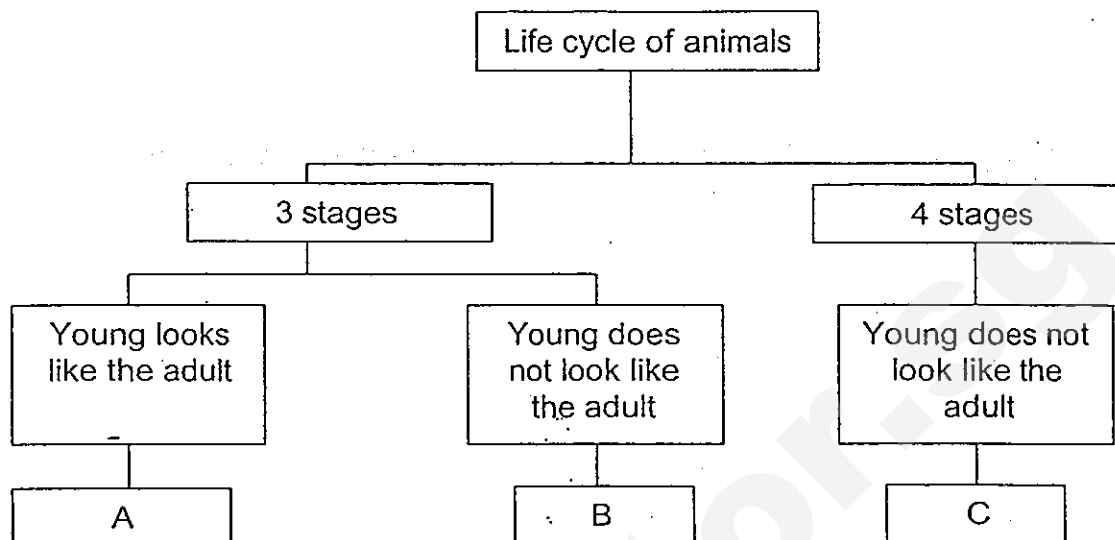 Life cycle of animals
3 stages
4 stages
Young looks
like the adult
Young does
not look like
the adult
Young does not
look like the
adult
A
B
C